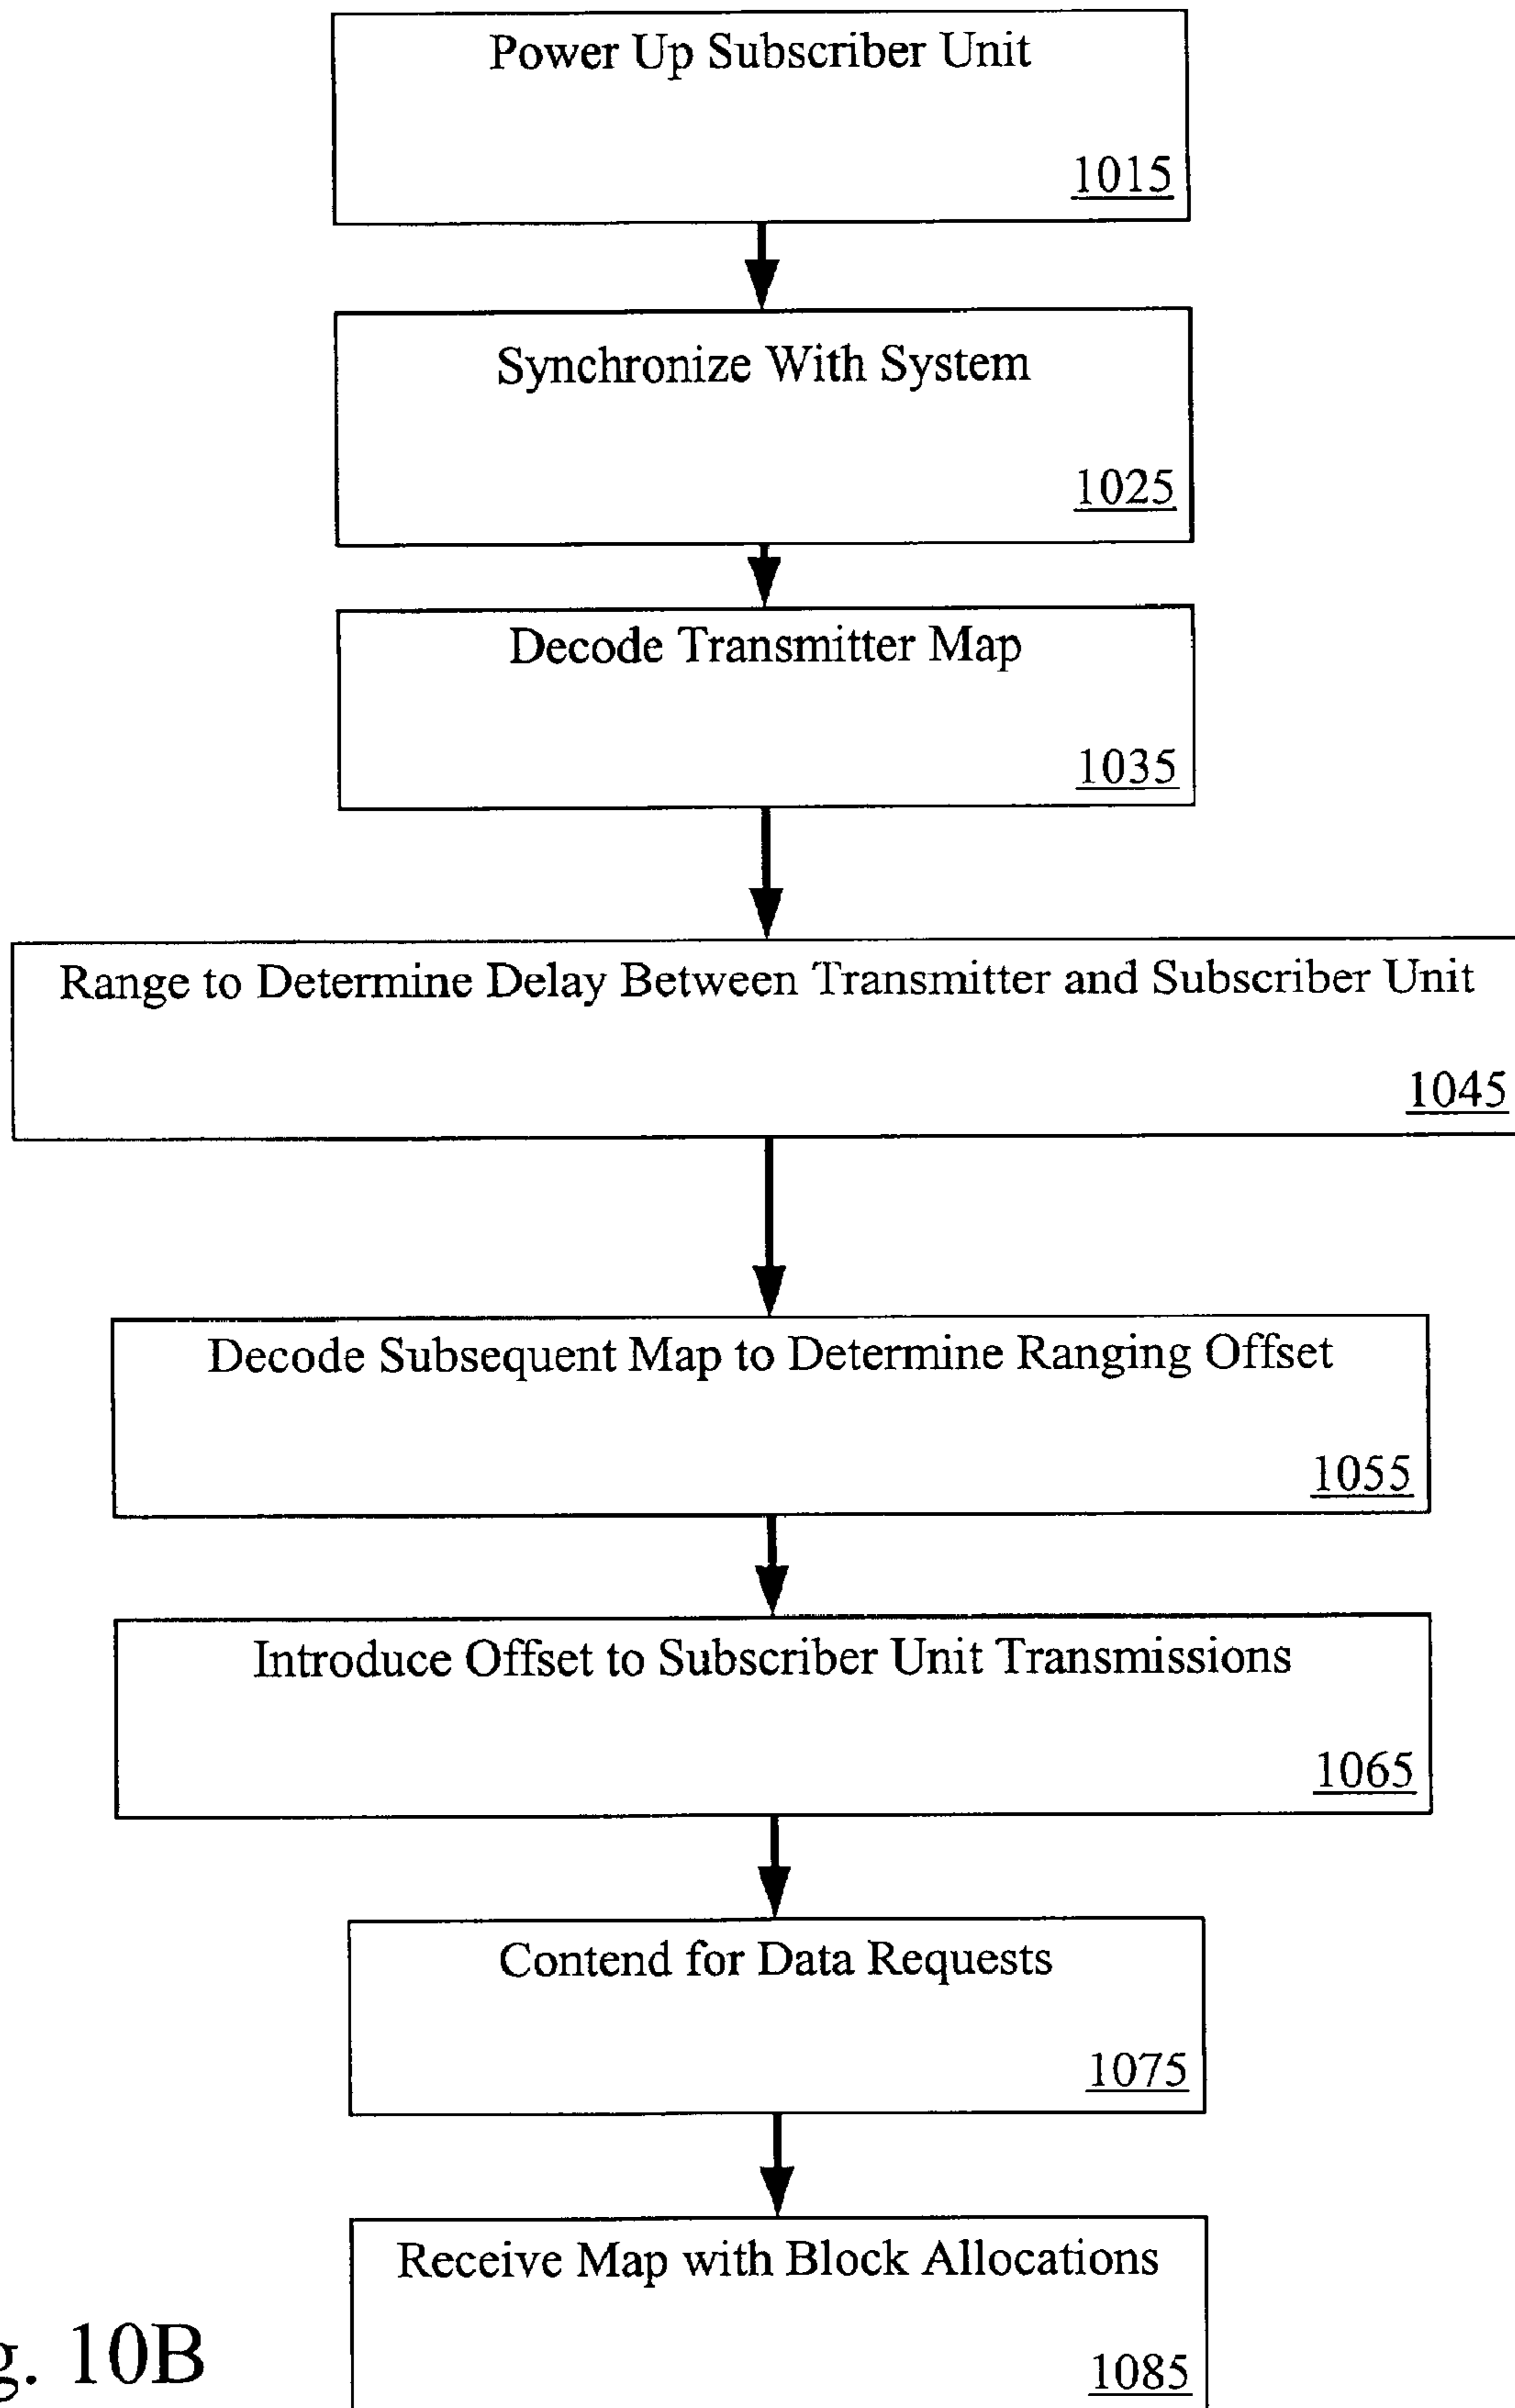 Power Up Subscriber Unit
1015
Synchronize With System
1025
Decode Transmitter Map
1035
Range to Determine Delay Between Transmitter and Subscriber Unit
1045
Decode Subsequent Map to Determine Ranging Offset
1055
Introduce Offset to Subscriber Unit Transmissions
1065
Contend for Data Requests
1075
Receive Map with Block Allocations
1085
g. 10B